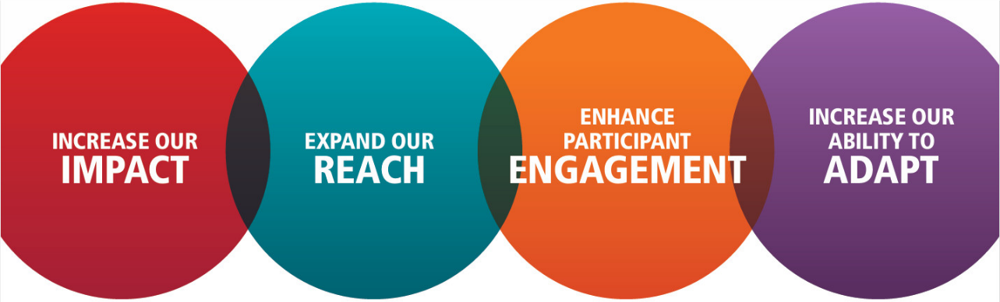 INCREASE OUR
IMPACT
EXPAND OUR
REACH
ENHANCE
PARTICIPANT
ENGAGEMENT
INCREASE OUR
ABILITY TO
ADAPT